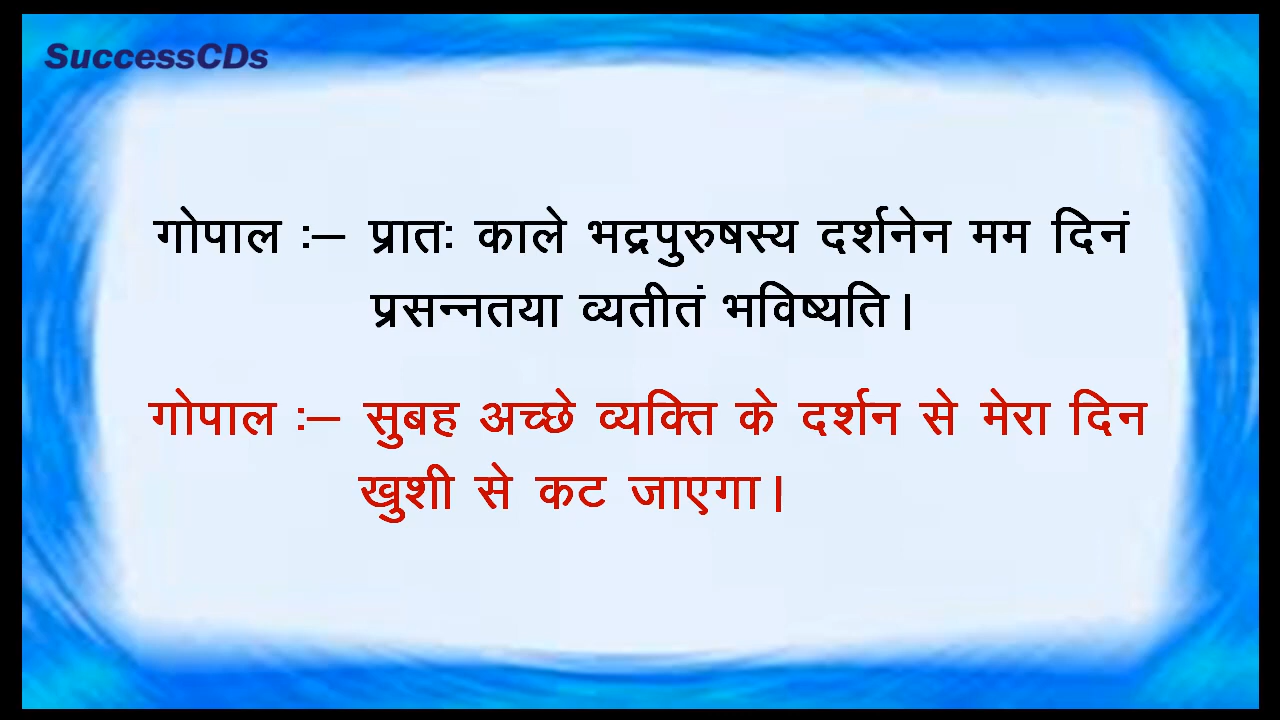 SuccessCDs
गोपाल :– प्रातः काले भद्रपुरुषस्य दर्शनेन मम दिनं
प्रसन्नतया व्यतीतं भविष्यति।
गोपाल :– सुबह अच्छे व्यक्ति के दर्शन से मेरा दिन
खुशी से कट जाएगा।